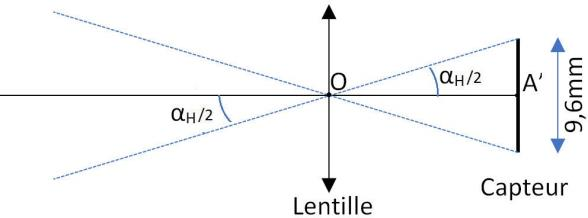 O
αH/2
A'
αH/2
9,6mm
Capteur
Lentille